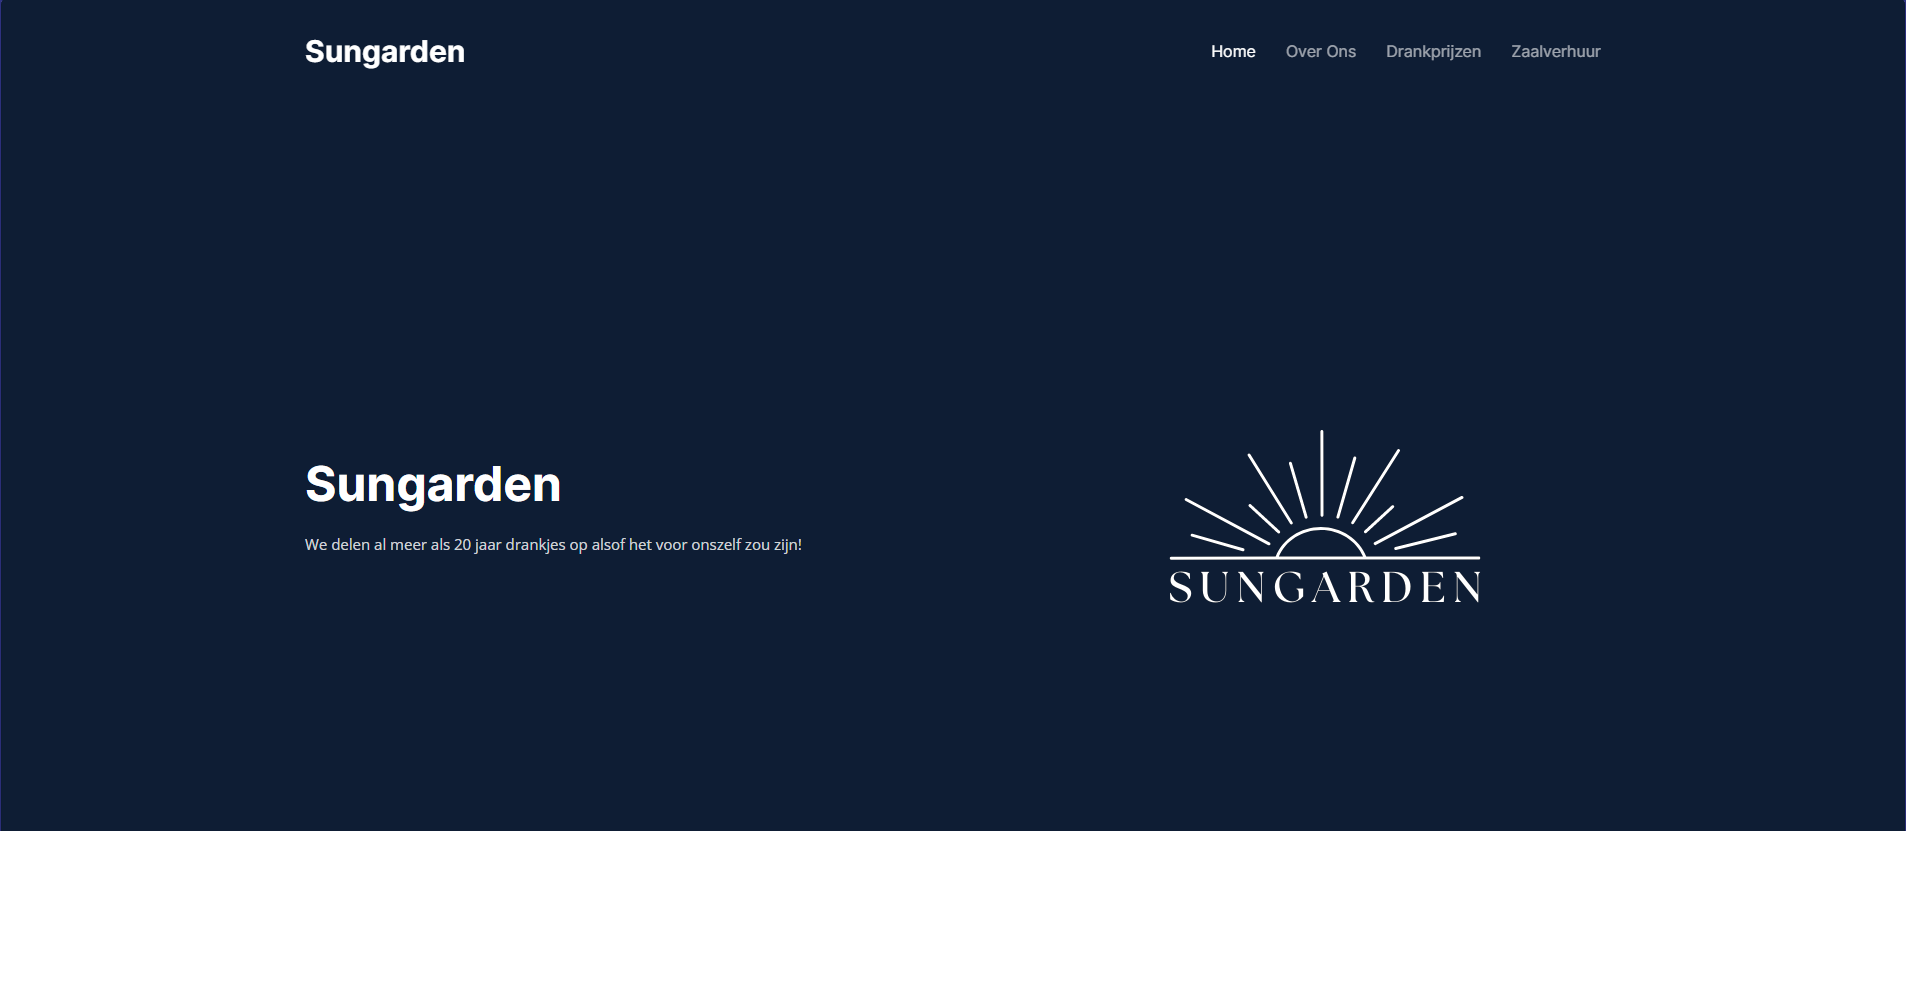 Sungarden
Home Over Ons Drankprijzen Zaalverhuur
Sungarden
We delen al meer als 20 jaar drankjes op alsof het voor onszelf zou zijn!
SUNGARDEN